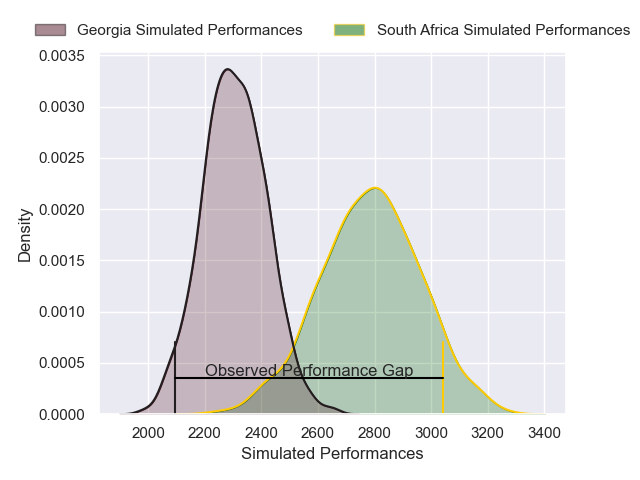 Georgia Simulated Performances South Africa Simulated Performances
0.0035
0.0030
0.0025
0.0020
0.0015
0.0010
0.0005
0.0000
Density
Observed Performance Gap
2000 2200 2400 2600 2800 3000 3200 3400
Simulated Performances